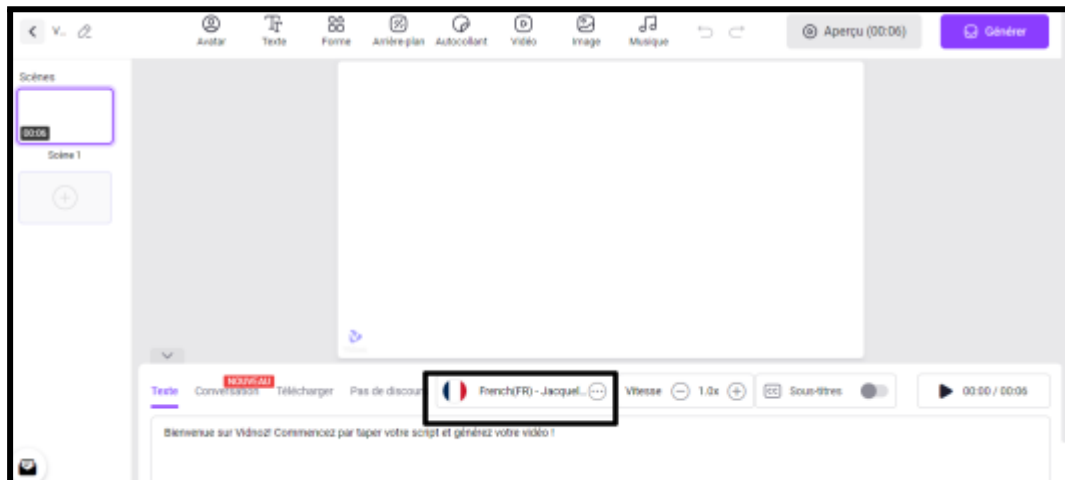 V...
Avatar
Texte
Forme
Arrière-plan
Autocollant
Vidéo
Image
Musique
Aperçu (00:06)
Générer
Scènes
00:06
Scène 1
Texte
Conversation
NOUVEAU
Télécharger
Pas de discour
French(FR) - Jacquel...
Vitesse
1.0x
CC
Sous-titres
00:00 / 00:06
Bienvenue sur Vidnoz! Commencez par taper votre script et générez votre vidéo !